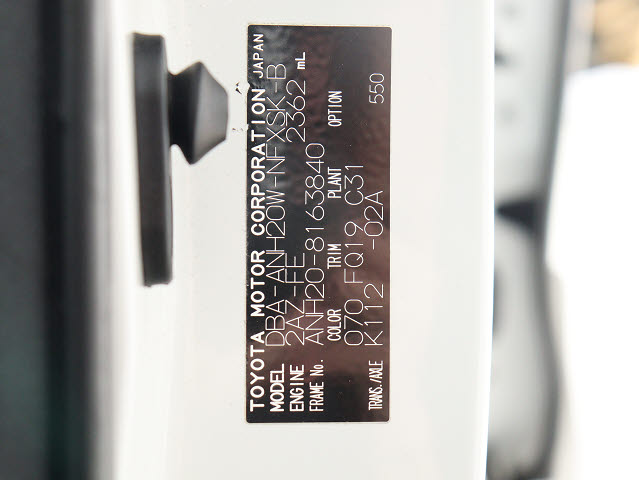 TOYOTA MOTOR CORPORATION JAPAN
MODEL DBA-ANH20W-NFXSK-B
ENGINE 2AZ-FE 2362 mL
FRAME No. ANH20-8163840
COLOR TRIM PLANT OPTION
070 FQ19 C31 550
TRANS./AXLE K112 -02A